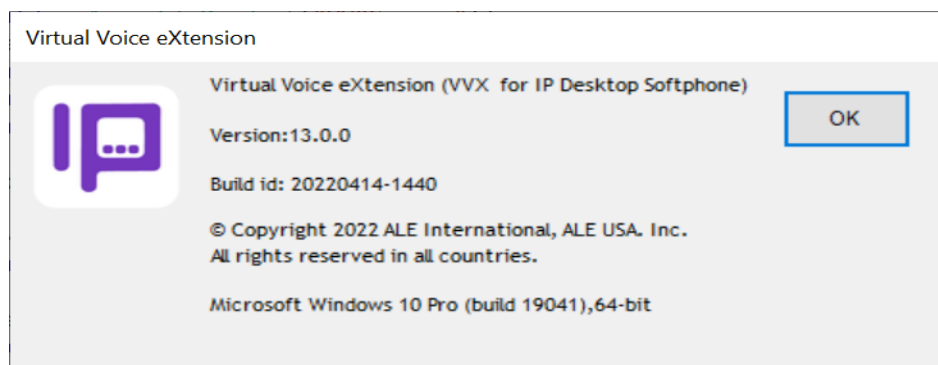 Virtual Voice eXtension
Virtual Voice eXtension (VVX  for IP Desktop Softphone)
OK
Version:13.0.0
Build id: 20220414-1440
© Copyright 2022 ALE International, ALE USA. Inc.
All rights reserved in all countries.
Microsoft Windows 10 Pro (build 19041),64-bit